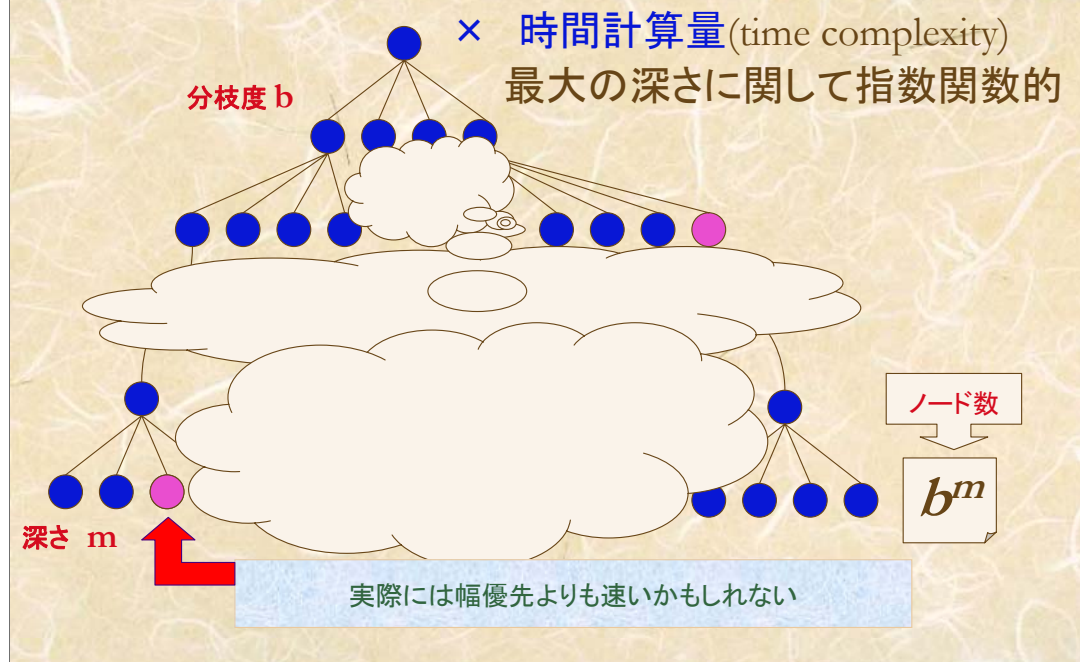 × 時間計算量(time complexity)
最大の深さに関して指数関数的
分枝度 b
ノード数
b^m
深さ m
実際には幅優先よりも速いかもしれない